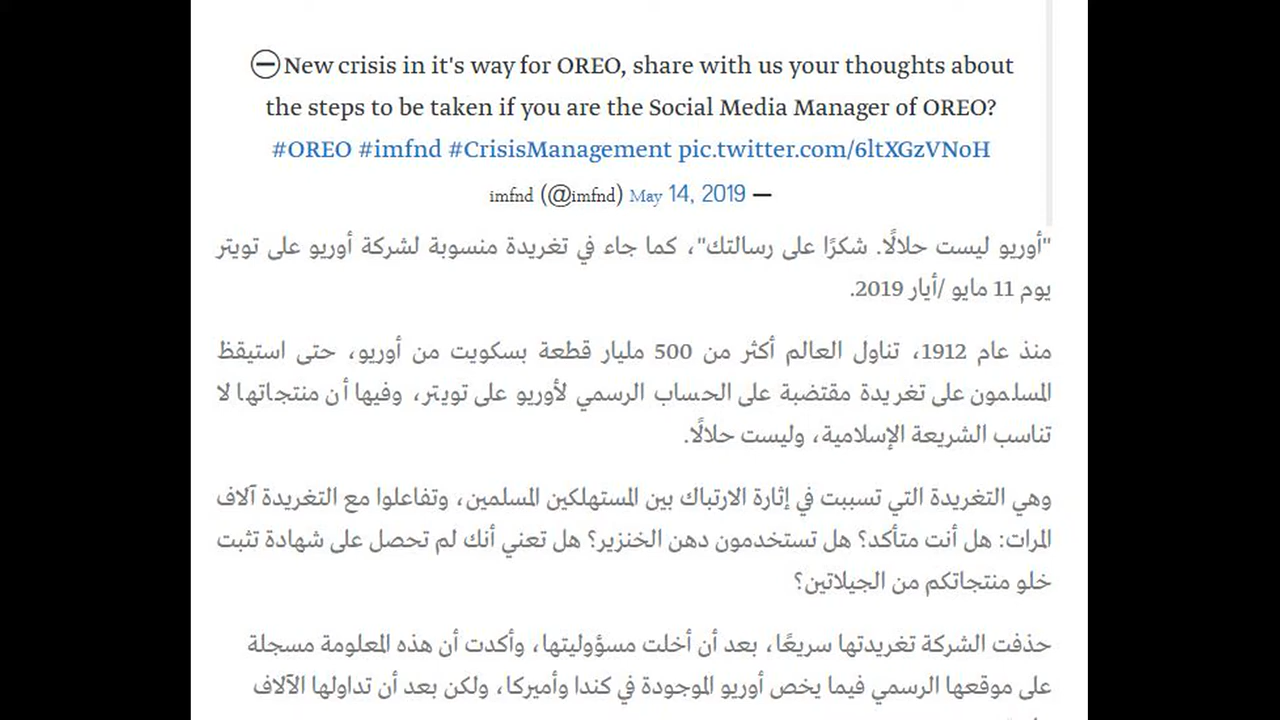 New crisis in it's way for OREO, share with us your thoughts about
the steps to be taken if you are the Social Media Manager of OREO?
#OREO #imfnd #CrisisManagement pic.twitter.com/6ltXGzVNoH
imfnd (@imfnd) May 14, 2019 —
"أوريو ليست حلالًا. شكرًا على رسالتك"، كما جاء في تغريدة منسوبة لشركة أوريو على تويتر
يوم 11 مايو /أيار 2019.
منذ عام 1912، تناول العالم أكثر من 500 مليار قطعة بسكويت من أوريو، حتى استيقظ
المسلمون على تغريدة مقتضبة على الحساب الرسمي لأوريو على تويتر، وفيها أن منتجاتها لا
تناسب الشريعة الإسلامية، وليست حلالًا.
وهي التغريدة التي تسببت في إثارة الارتباك بين المستهلكين المسلمين، وتفاعلوا مع التغريدة آلاف
المرات: هل أنت متأكد؟ هل تستخدمون دهن الخنزير؟ هل تعني أنك لم تحصل على شهادة تثبت
خلو منتجاتكم من الجيلاتين؟
حذفت الشركة تغريدتها سريعًا، بعد أن أخلت مسؤوليتها، وأكدت أن هذه المعلومة مسجلة
على موقعها الرسمي فيما يخص أوريو الموجودة في كندا وأميركا، ولكن بعد أن تداولها الآلاف